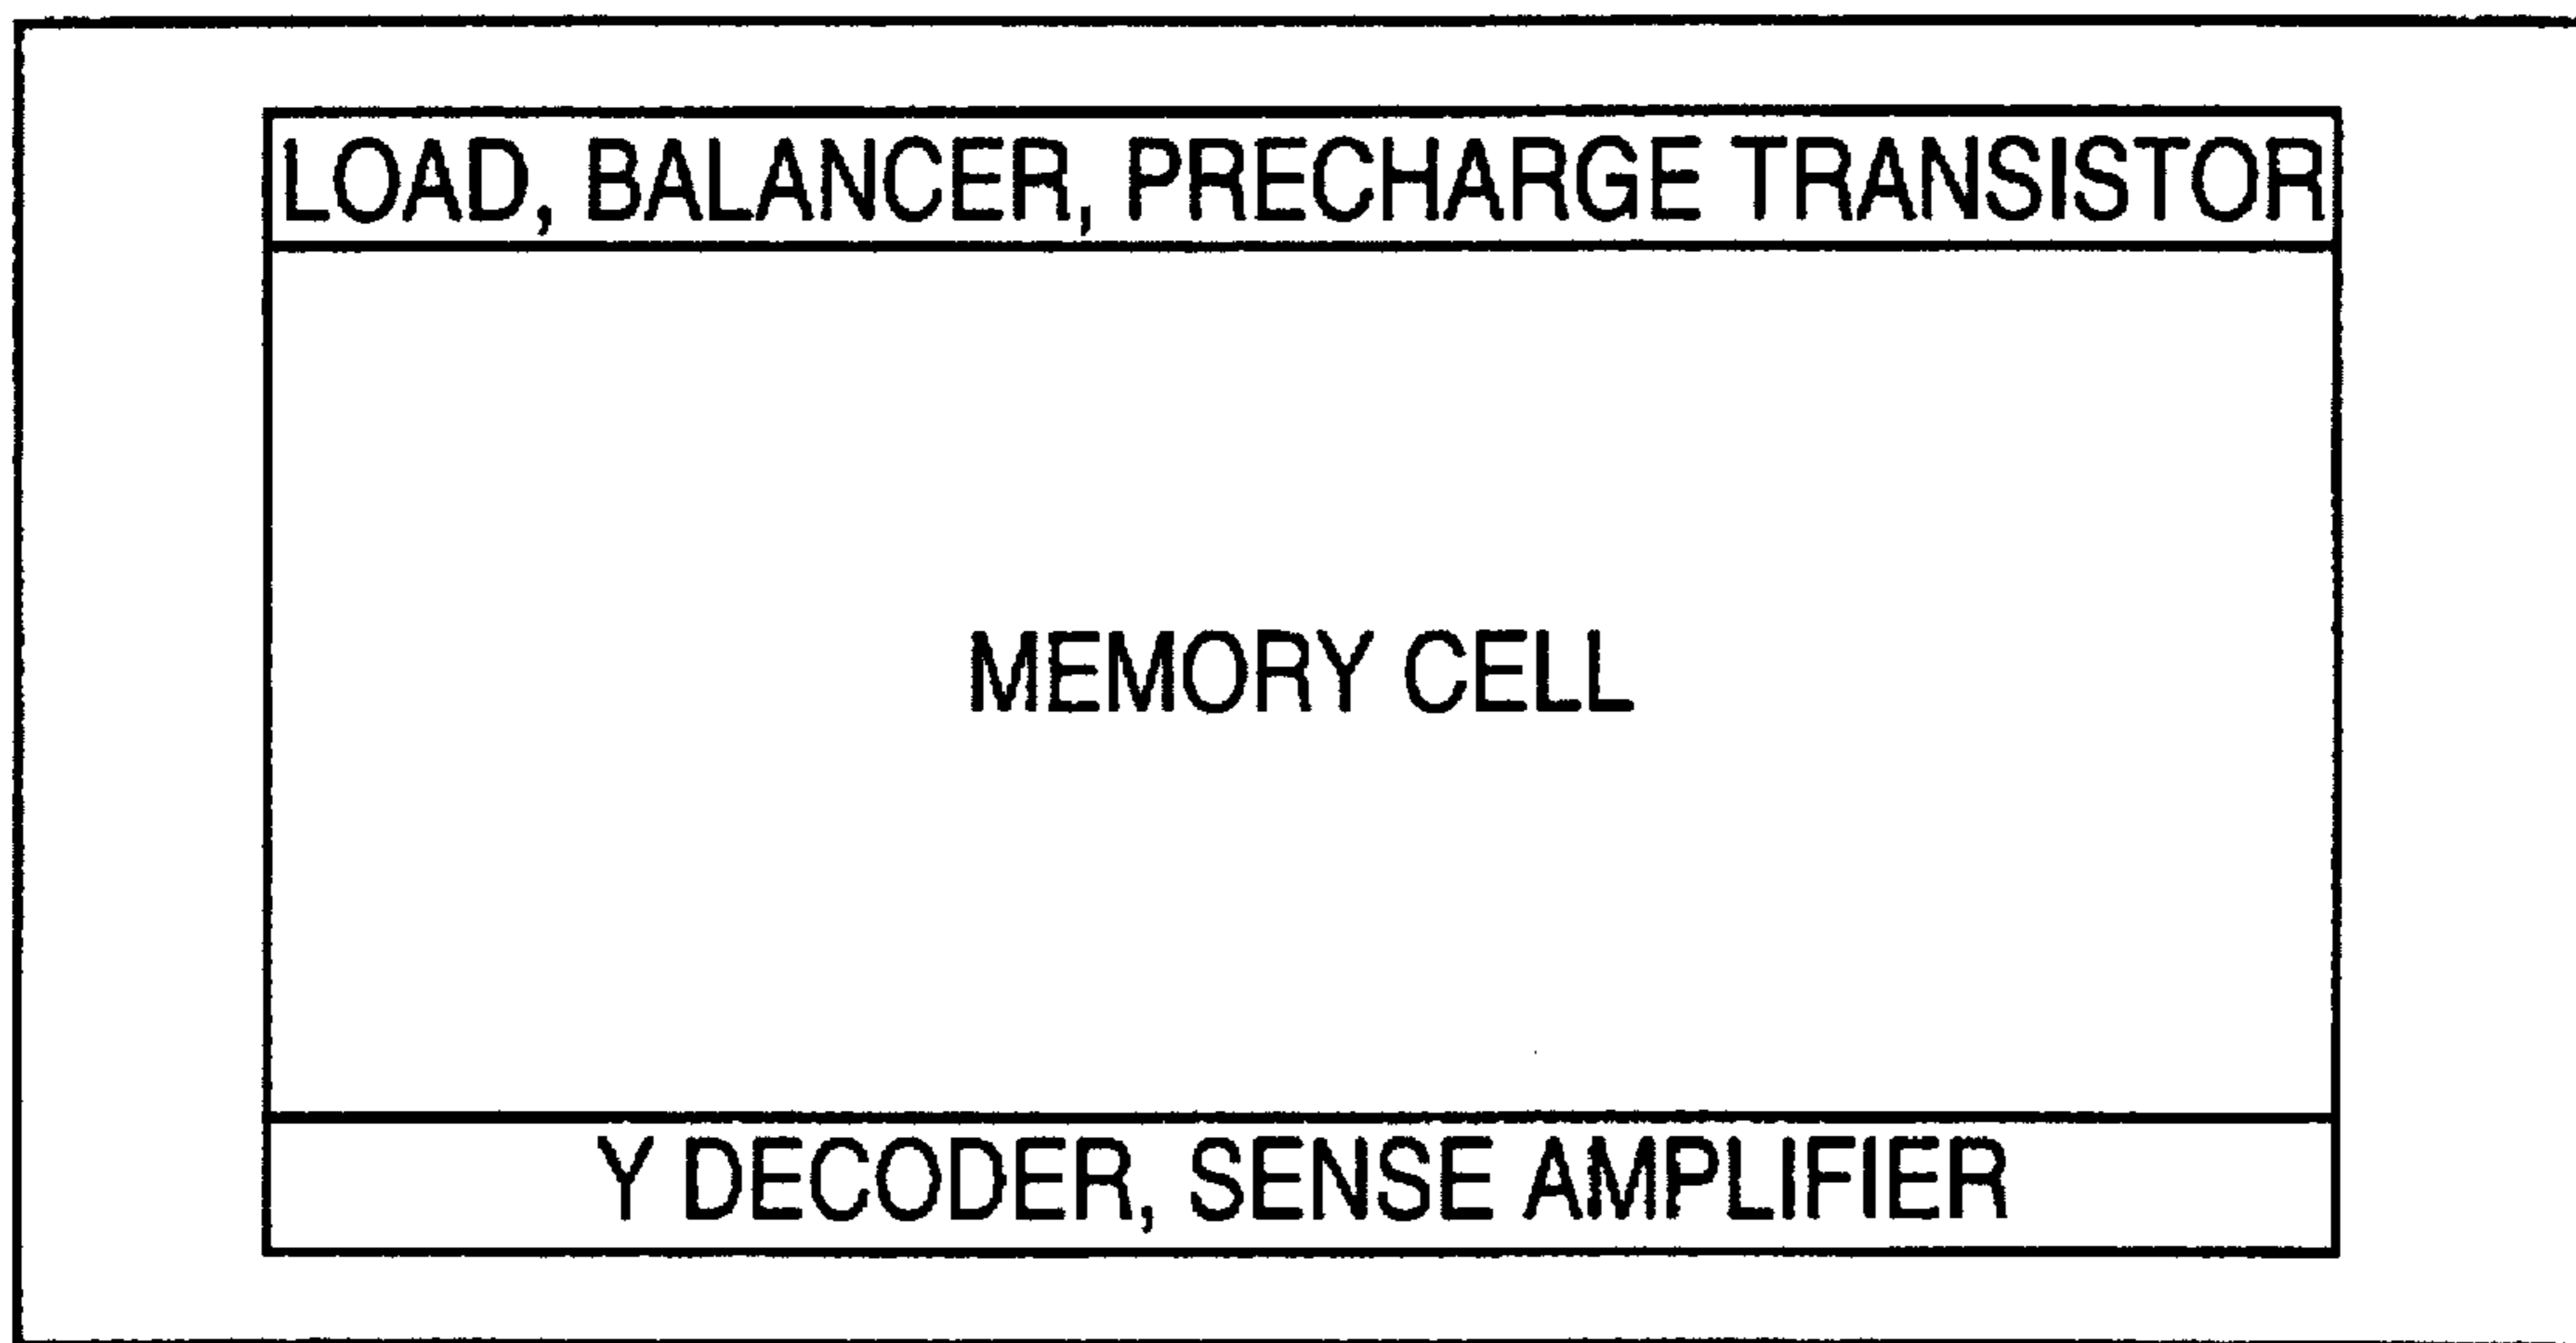 LOAD, BALANCER, PRECHARGE TRANSISTOR
MEMORY CELL
Y DECODER, SENSE AMPLIFIER